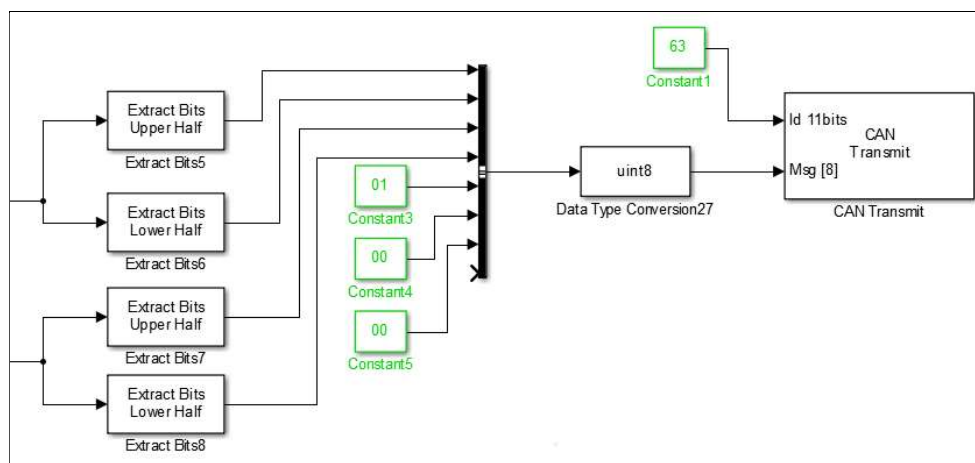 63
Constant1
Extract Bits
Upper Half
Extract Bits5
Id 11bits
CAN
Transmit
Msg [8]
CAN Transmit
uint8
Data Type Conversion27
01
Constant3
Extract Bits
Lower Half
Extract Bits6
00
Constant4
Extract Bits
Upper Half
Extract Bits7
00
Constant5
Extract Bits
Lower Half
Extract Bits8